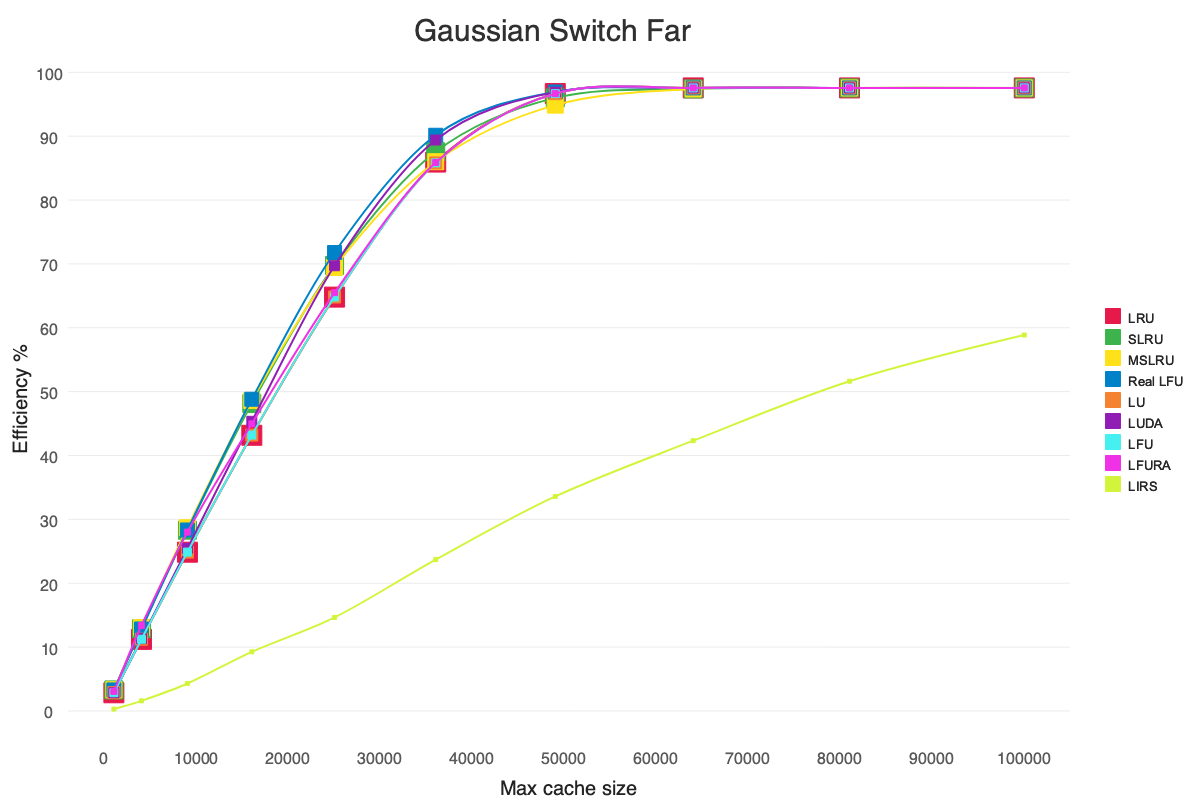 Gaussian Switch Far
Efficiency %
100
90
80
70
60
50
40
30
20
10
0
0 10000 20000 30000 40000 50000 60000 70000 80000 90000 100000
Max cache size
LRU
SLRU
MSLRU
Real LFU
LU
LUDA
LFU
LFURA
LIRS